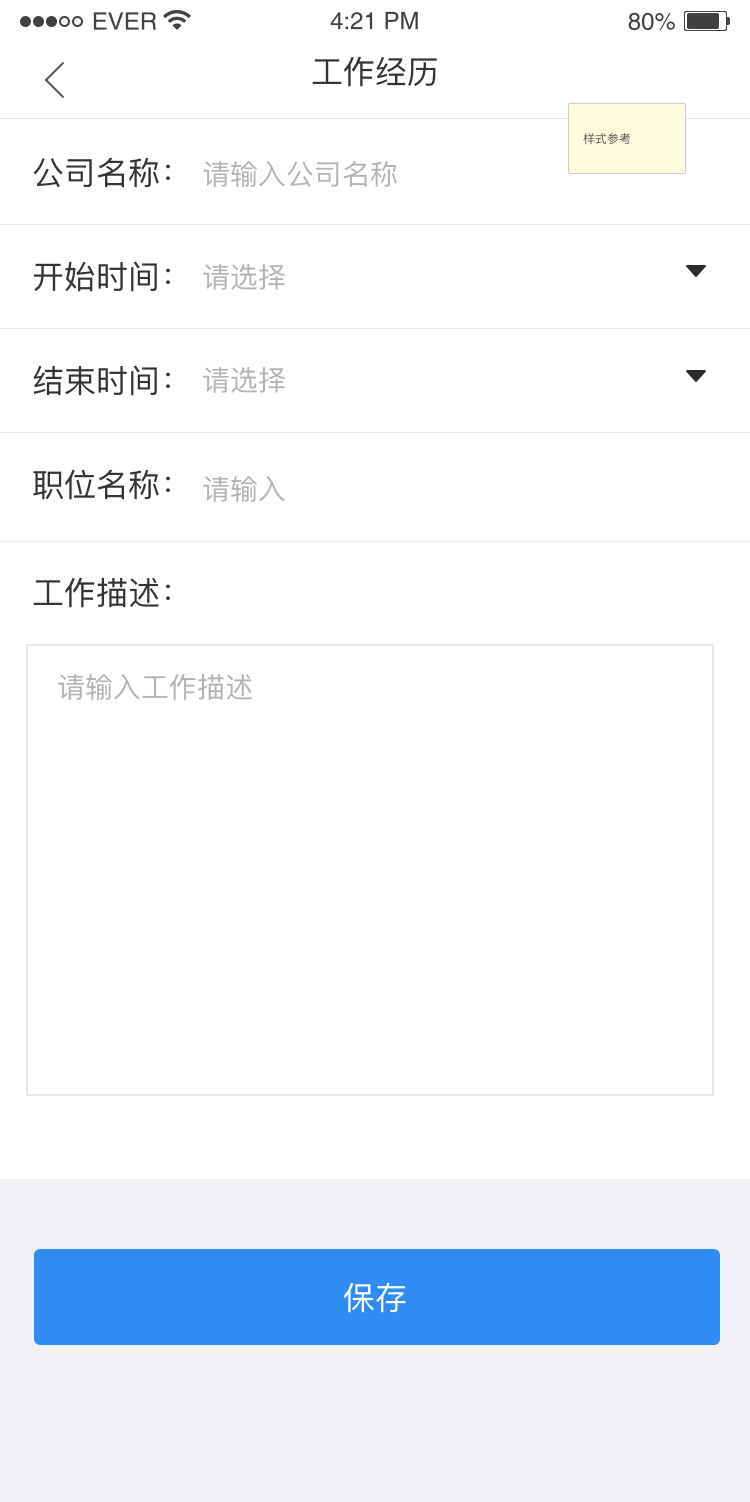 ●●●○○ EVER 4:21 PM 80%
工作经历
样式参考
公司名称： 请输入公司名称
开始时间： 请选择
结束时间： 请选择
职位名称： 请输入
工作描述：
请输入工作描述
保存